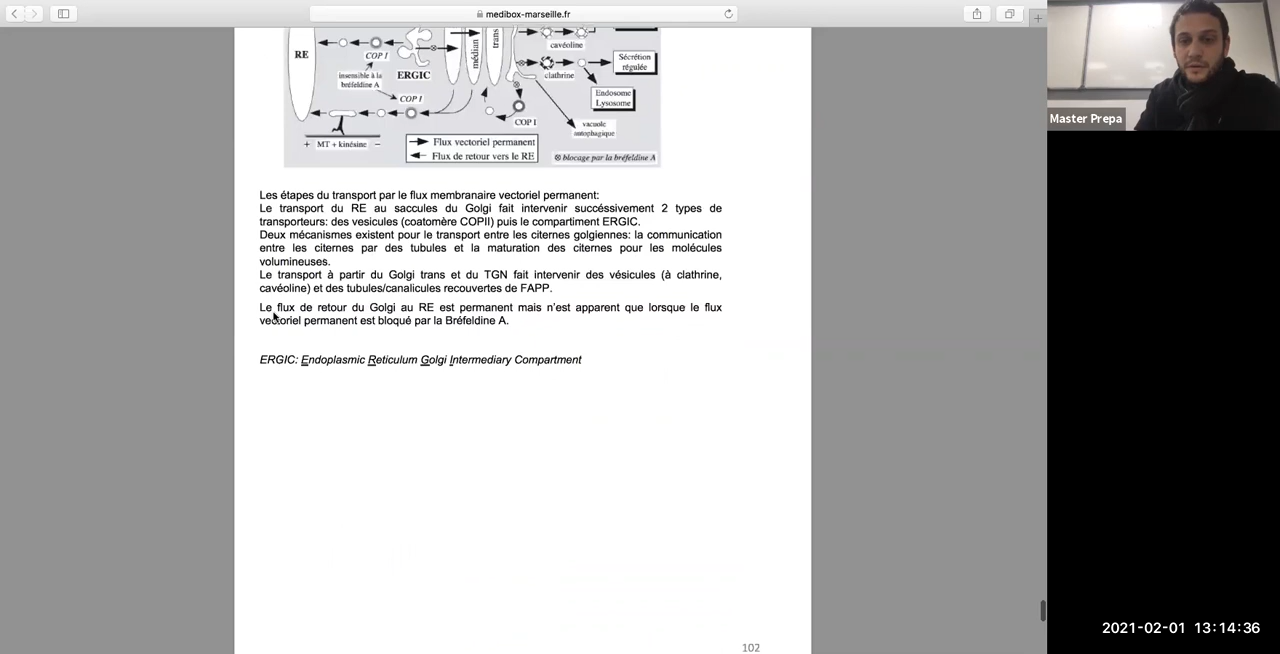 medibox-marseille.fr
RE
COP I
insensible à la
bréfeldine A
ERGIC
COP I
médian
trans
cavéoline
clathrine
Sécrétion
régulée
Endosome
Lysosome
COP I
vacuole
autophagique
+ MT + kinésine −
Flux vectoriel permanent
Flux de retour vers le RE
⊗ blocage par la bréfeldine A
Les étapes du transport par le flux membranaire vectoriel permanent:
Le transport du RE au saccules du Golgi fait intervenir succéssivement 2 types de
transporteurs: des vesicules (coatomère COPII) puis le compartiment ERGIC.
Deux mécanismes existent pour le transport entre les citernes golgiennes: la communication
entre les citernes par des tubules et la maturation des citernes pour les molécules
volumineuses.
Le transport à partir du Golgi trans et du TGN fait intervenir des vésicules (à clathrine,
cavéoline) et des tubules/canalicules recouvertes de FAPP.
Le flux de retour du Golgi au RE est permanent mais n'est apparent que lorsque le flux
vectoriel permanent est bloqué par la Bréfeldine A.
ERGIC: Endoplasmic Reticulum Golgi Intermediary Compartment
102
Master Prepa
2021-02-01 13:14:36